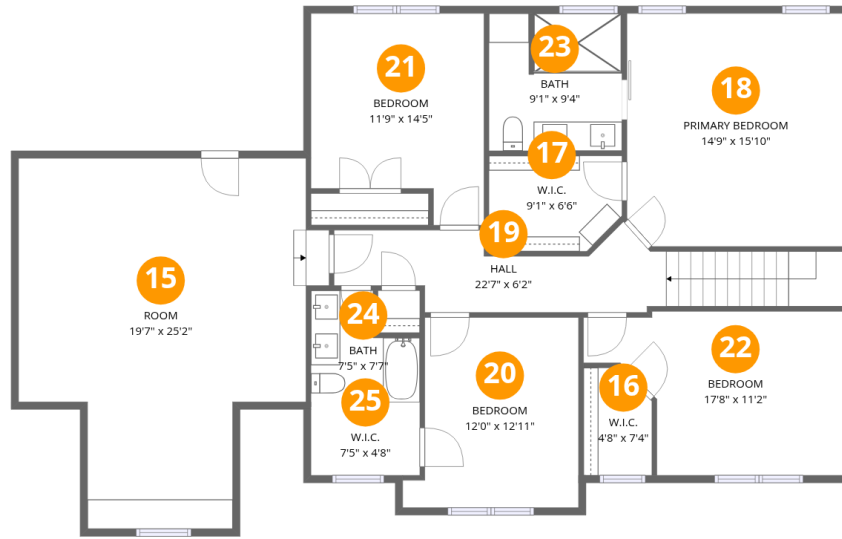 21
BEDROOM
11'9" x 14'5"
23
BATH
9'1" x 9'4"
18
PRIMARY BEDROOM
14'9" x 15'10"
17
W.I.C.
9'1" x 6'6"
19
HALL
22'7" x 6'2"
15
ROOM
19'7" x 25'2"
24
BATH
7'5" x 7'7"
25
W.I.C.
7'5" x 4'8"
20
BEDROOM
12'0" x 12'11"
16
W.I.C.
4'8" x 7'4"
22
BEDROOM
17'8" x 11'2"